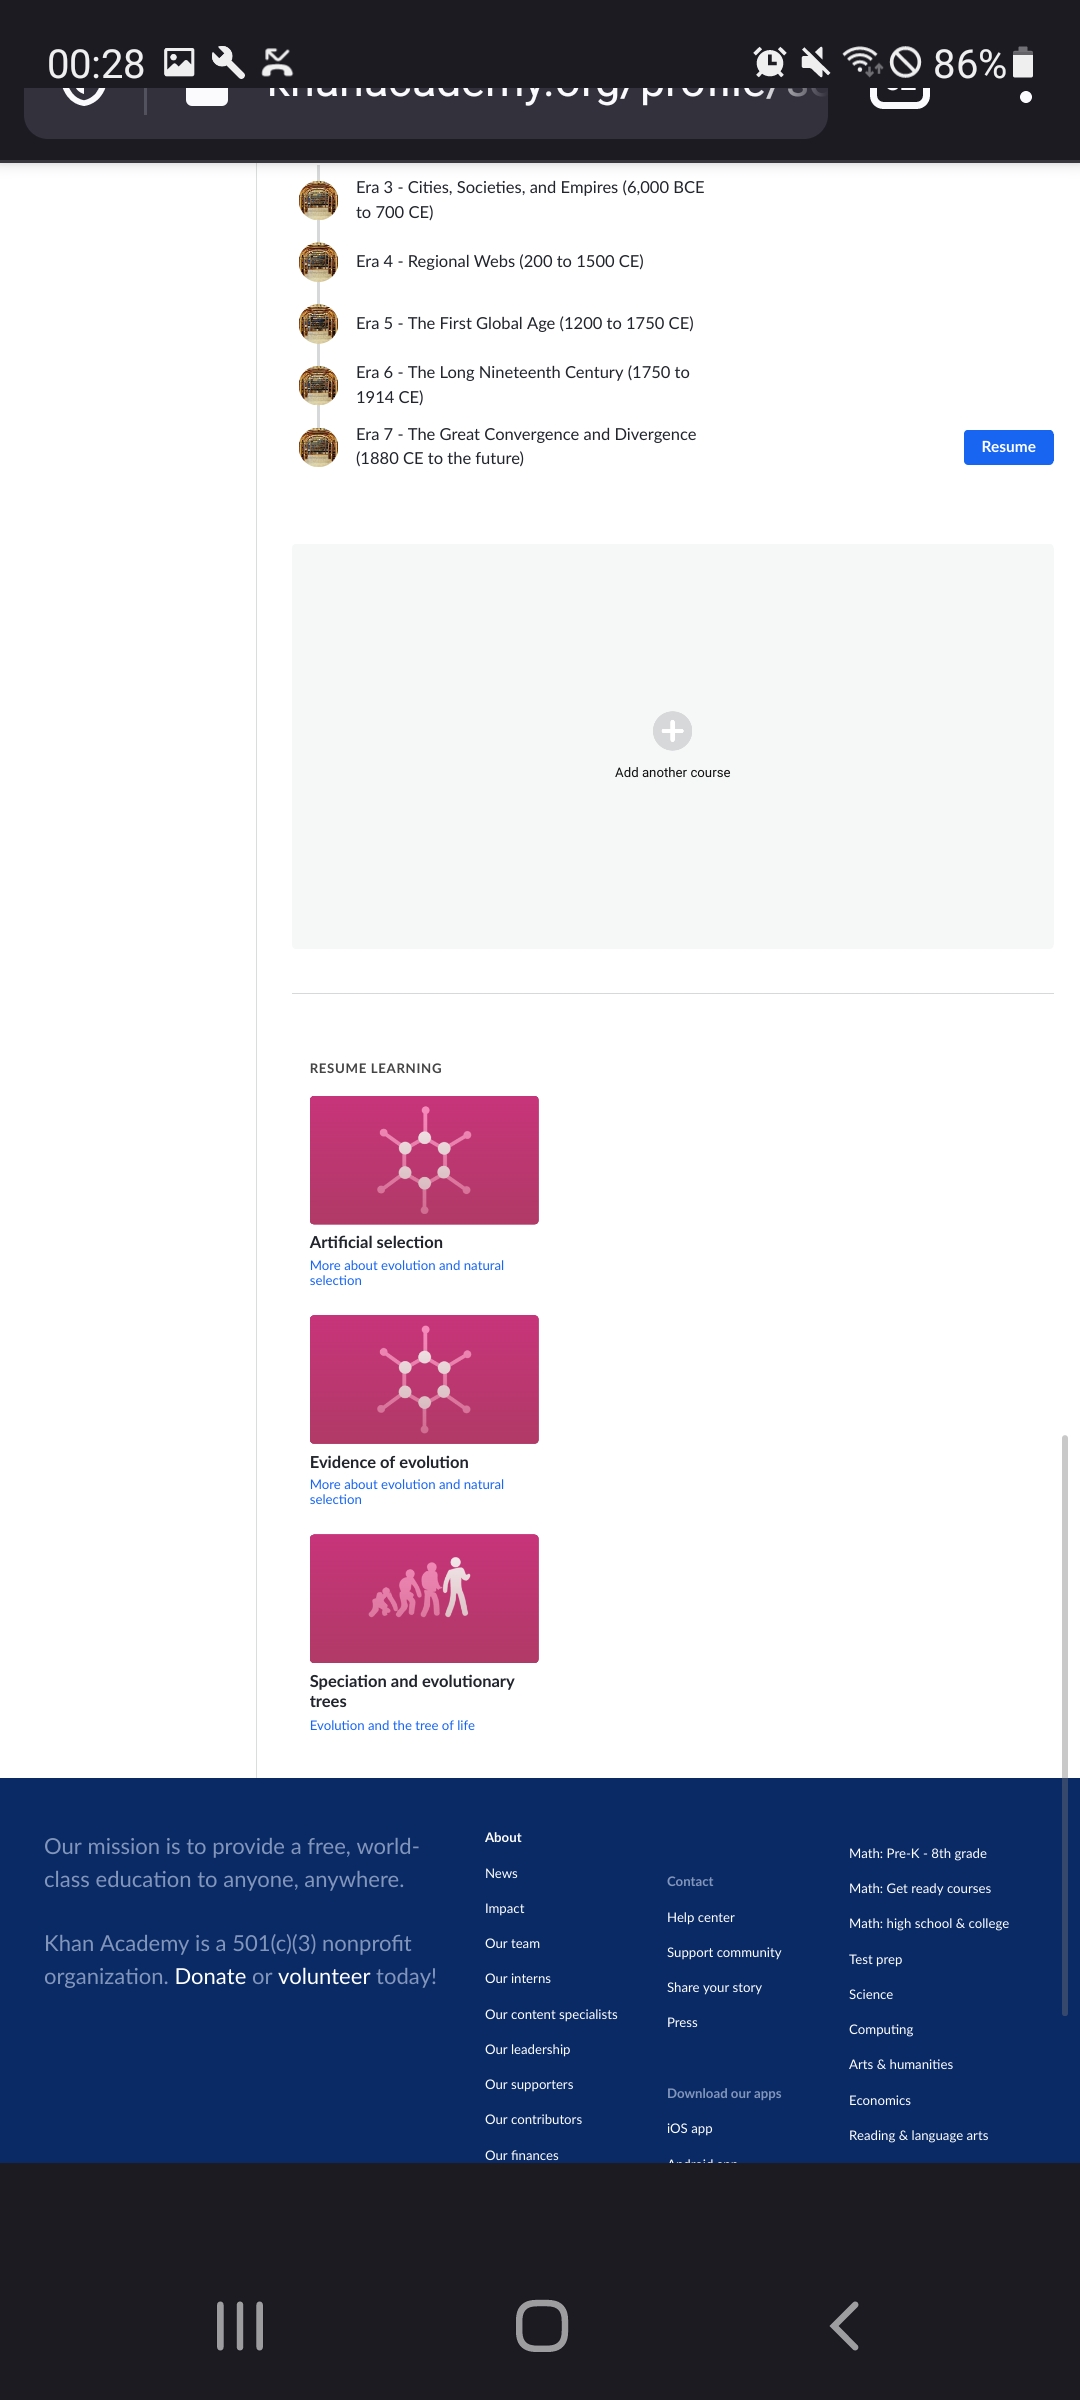 00:28
86%
khanacademy.org/profile/
Era 3 - Cities, Societies, and Empires (6,000 BCE
to 700 CE)
Era 4 - Regional Webs (200 to 1500 CE)
Era 5 - The First Global Age (1200 to 1750 CE)
Era 6 - The Long Nineteenth Century (1750 to
1914 CE)
Era 7 - The Great Convergence and Divergence
(1880 CE to the future)
Resume
Add another course
RESUME LEARNING
Artificial selection
More about evolution and natural
selection
Evidence of evolution
More about evolution and natural
selection
Speciation and evolutionary
trees
Evolution and the tree of life
Our mission is to provide a free, world-
class education to anyone, anywhere.
Khan Academy is a 501(c)(3) nonprofit
organization. Donate or volunteer today!
About
News
Impact
Our team
Our interns
Our content specialists
Our leadership
Our supporters
Our contributors
Our finances
Contact
Help center
Support community
Share your story
Press
Download our apps
iOS app
Android app
Math: Pre-K - 8th grade
Math: Get ready courses
Math: high school & college
Test prep
Science
Computing
Arts & humanities
Economics
Reading & language arts